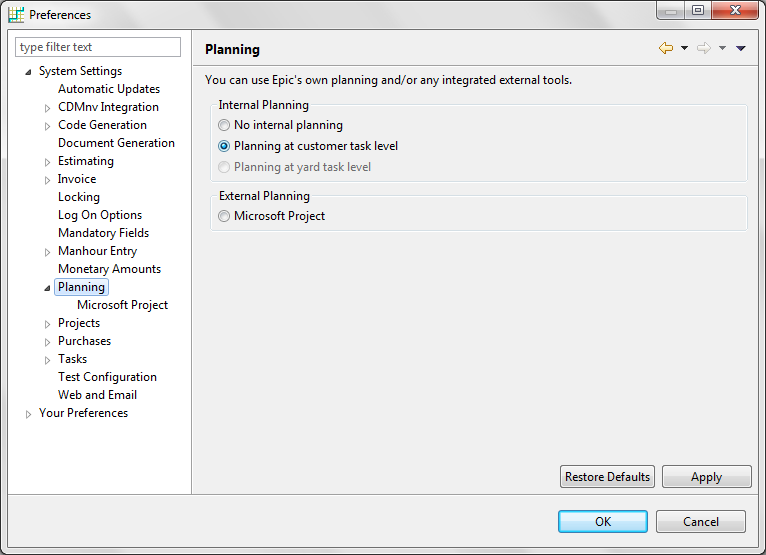 Preferences
type filter text
System Settings
Automatic Updates
CDMnv Integration
Code Generation
Document Generation
Estimating
Invoice
Locking
Log On Options
Mandatory Fields
Manhour Entry
Monetary Amounts
Planning
Microsoft Project
Projects
Purchases
Tasks
Test Configuration
Web and Email
Your Preferences
Planning
You can use Epic's own planning and/or any integrated external tools.
Internal Planning
No internal planning
Planning at customer task level
Planning at yard task level
External Planning
Microsoft Project
Restore Defaults
Apply
OK
Cancel